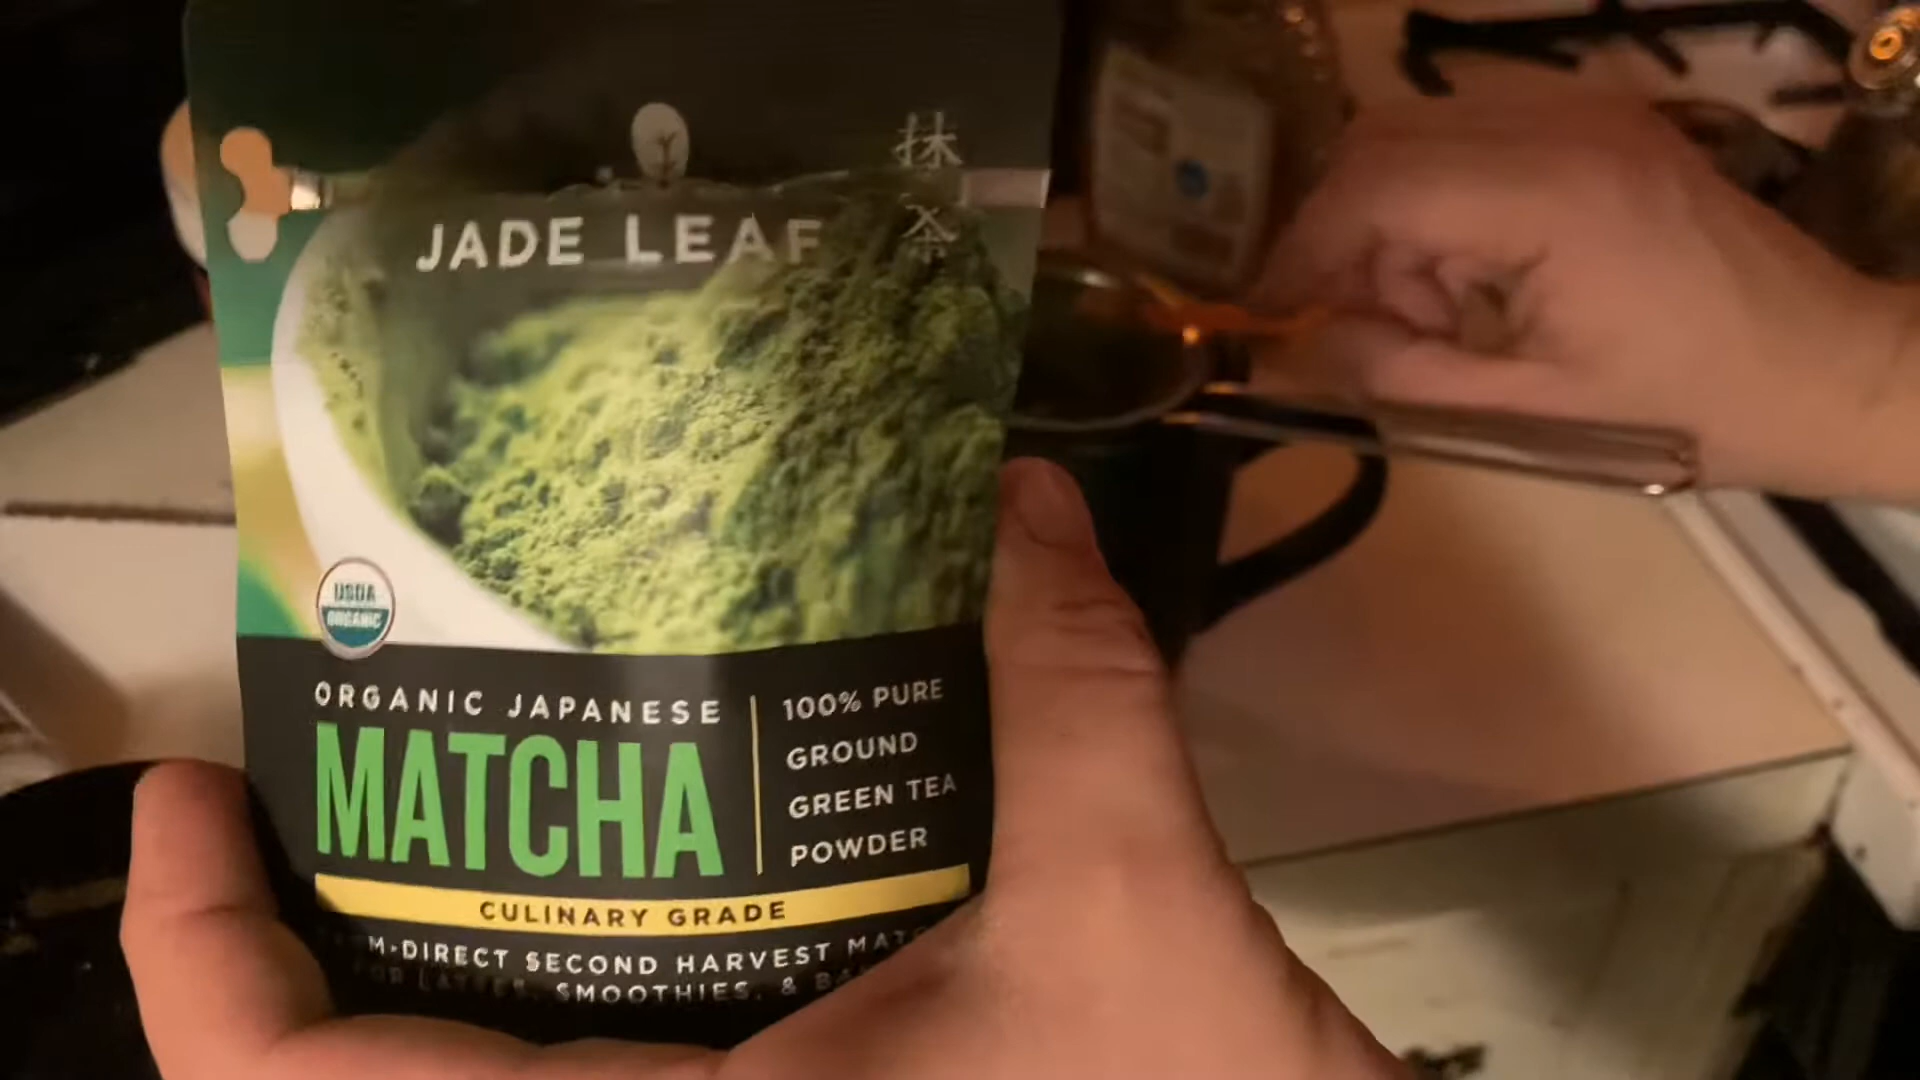 抹
茶
JADE LEAF
USDA
ORGANIC
ORGANIC JAPANESE
MATCHA
100% PURE
GROUND
GREEN TEA
POWDER
CULINARY GRADE
M-DIRECT SECOND HARVEST
SMOOTHIES, &